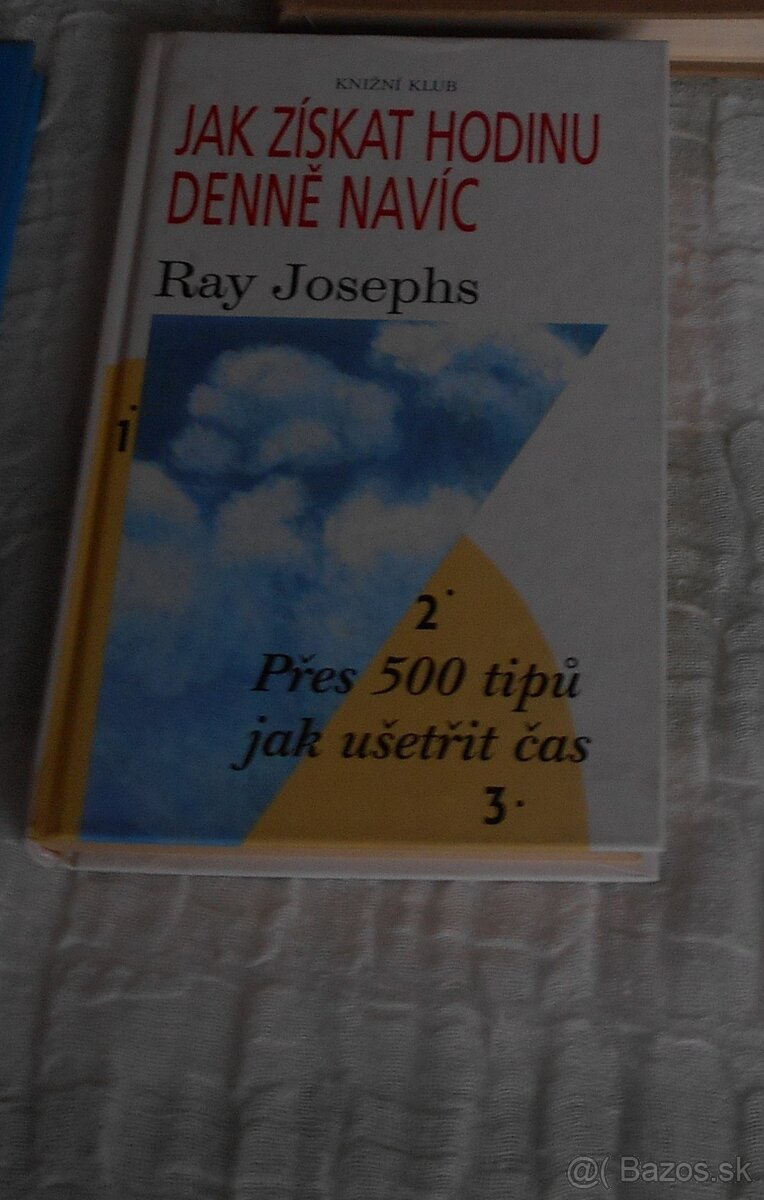 KNIŽNÍ KLUB
JAK ZÍSKAT HODINU
DENNĚ NAVÍC
Ray Josephs
1.
2.
Přes 500 tipů
jak ušetřit čas
3.
@( Bazos.sk